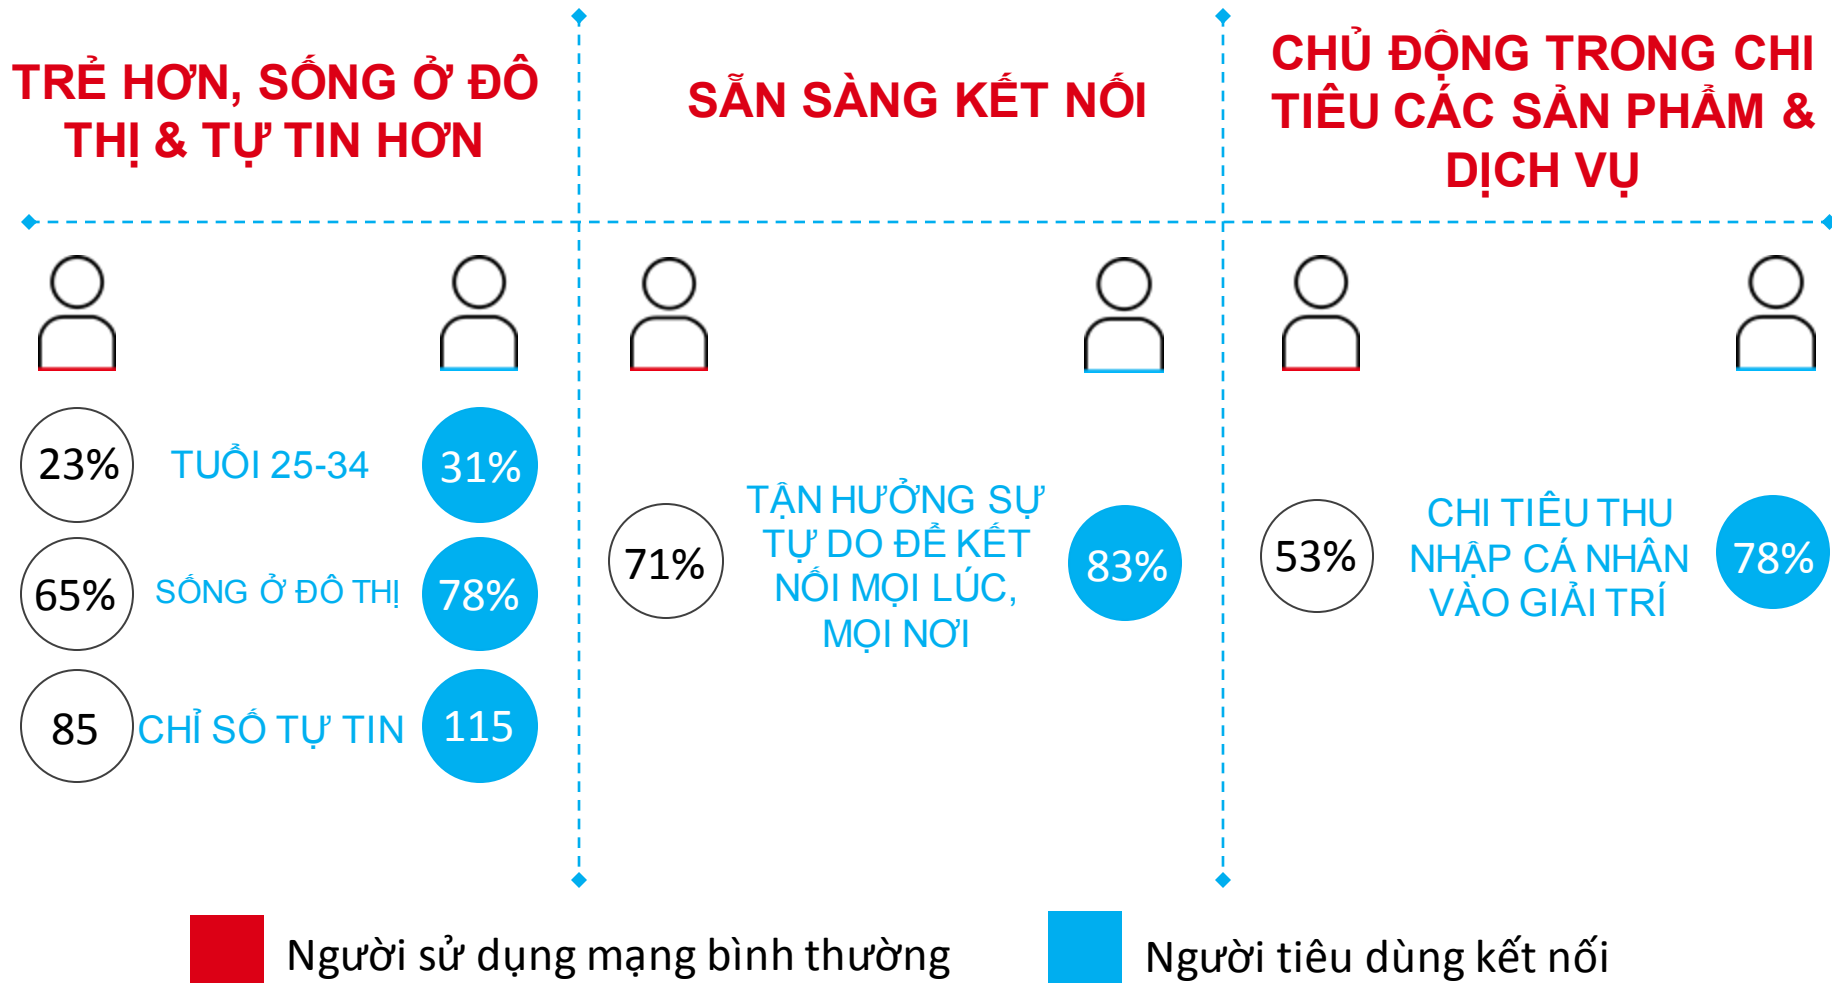 TRẺ HƠN, SỐNG Ở ĐÔ
THỊ & TỰ TIN HƠN
SẴN SÀNG KẾT NỐI
CHỦ ĐỘNG TRONG CHI
TIÊU CÁC SẢN PHẨM &
DỊCH VỤ
23% TUỔI 25-34 31%
65% SỐNG Ở ĐÔ THỊ 78%
85 CHỈ SỐ TỰ TIN 115
71%
TẬN HƯỞNG SỰ
TỰ DO ĐỂ KẾT
NỐI MỌI LÚC,
MỌI NƠI
83%
53%
CHI TIÊU THU
NHẬP CÁ NHÂN
VÀO GIẢI TRÍ
78%
Người sử dụng mạng bình thường
Người tiêu dùng kết nối